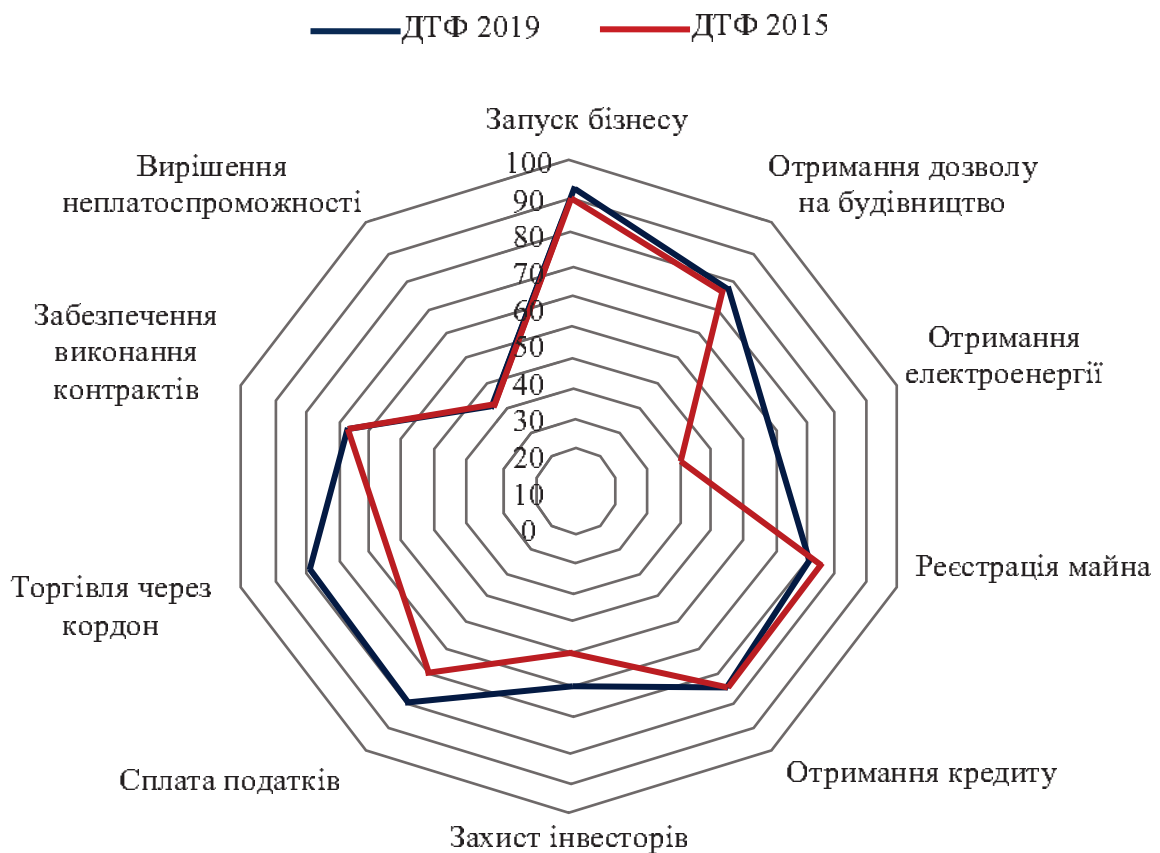 ДТФ 2019
ДТФ 2015
Запуск бізнесу
Отримання дозволу
на будівництво
Отримання
електроенергії
Реєстрація майна
Отримання кредиту
Захист інвесторів
Сплата податків
Торгівля через
кордон
Забезпечення
виконання
контрактів
Вирішення
неплатоспроможності
100
90
80
70
60
50
40
30
20
10
0